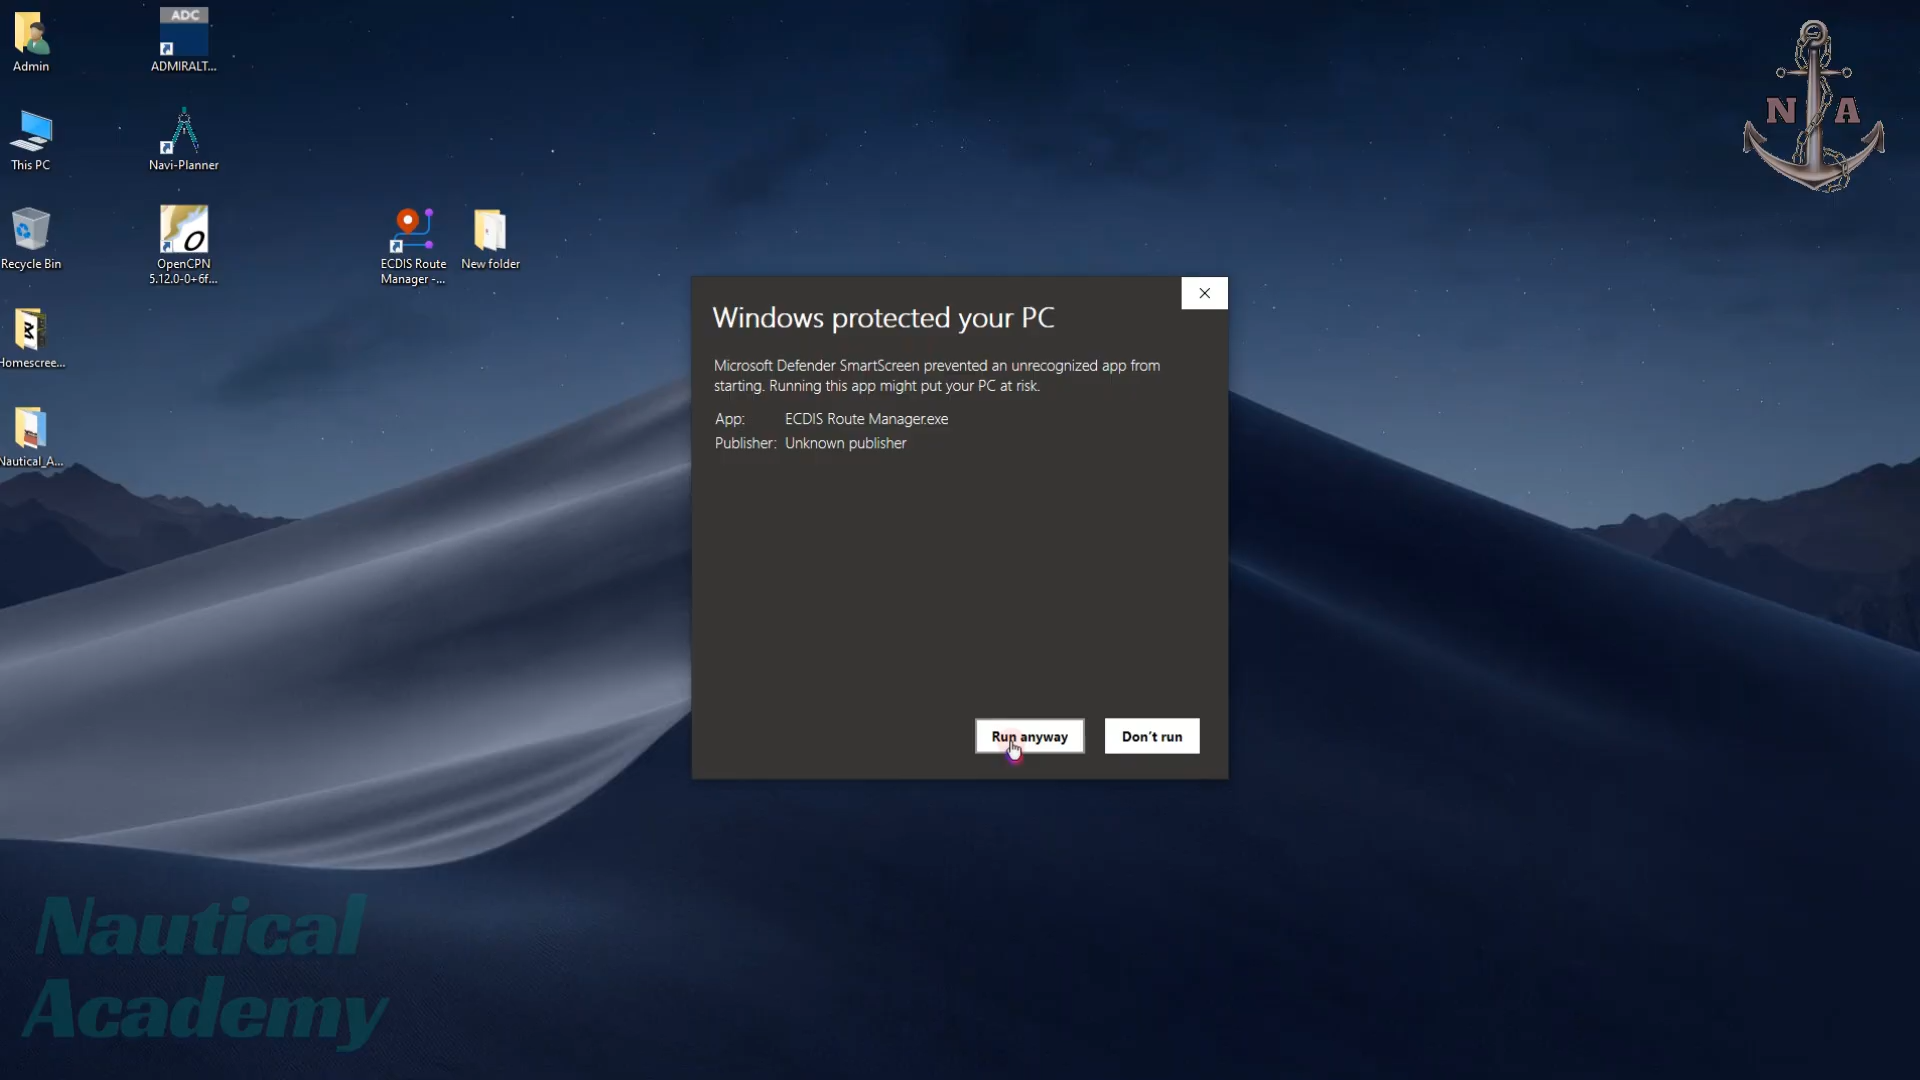 ADC
Admin
ADMIRALT...
This PC
Navi-Planner
Recycle Bin
OpenCPN
5.12.0-0+6f...
ECDIS Route
Manager -...
New folder
Homescree...
Nautical_A...
N A
Windows protected your PC
Microsoft Defender SmartScreen prevented an unrecognized app from
starting. Running this app might put your PC at risk.
App: ECDIS Route Manager.exe
Publisher: Unknown publisher
Run anyway
Don't run
Nautical
Academy